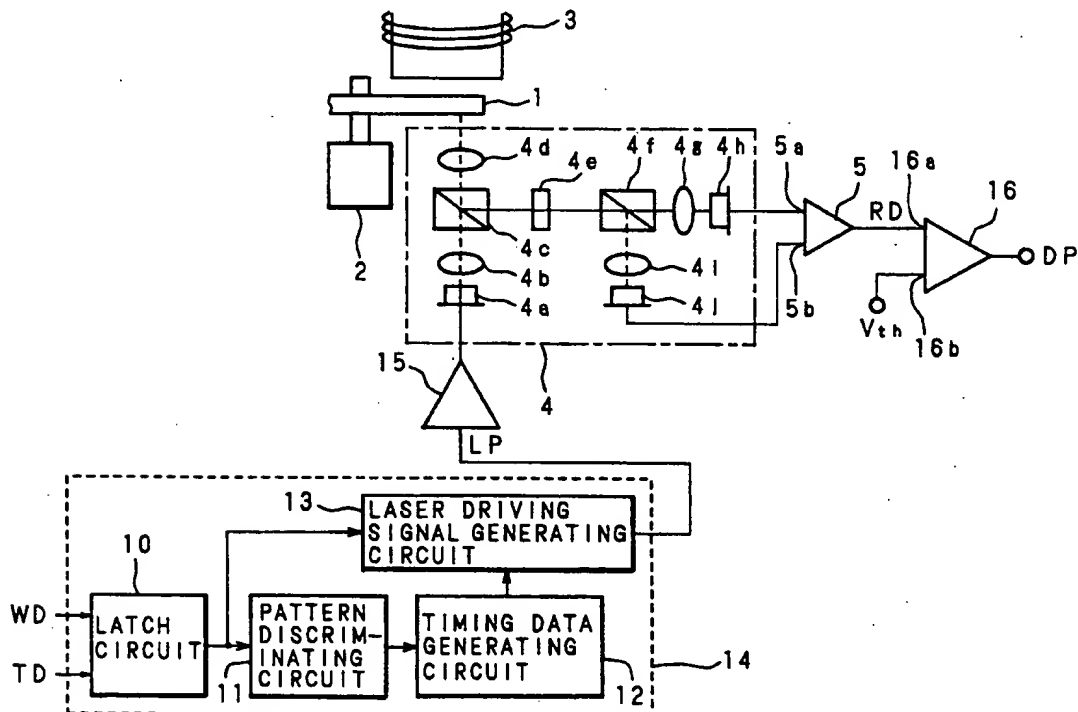 3
1
4d
4e
4f
4g
4h
5a
5
RD
16a
16
2
4c
4b
4a
4i
4j
5b
Vth
16b
DP
15
4
LP
13
LASER DRIVING
SIGNAL GENERATING
CIRCUIT
10
WD
TD
LATCH
CIRCUIT
PATTERN
DISCRIM-
INATING
CIRCUIT
11
TIMING DATA
GENERATING
CIRCUIT
12
14